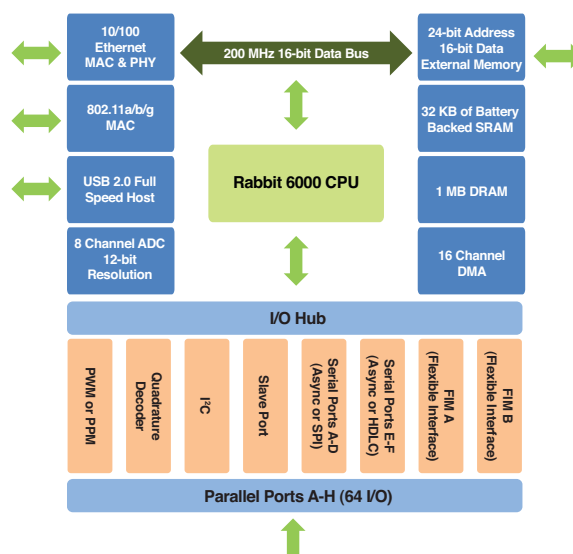 10/100
Ethernet
MAC & PHY
200 MHz 16-bit Data Bus
24-bit Address
16-bit Data
External Memory
802.11a/b/g
MAC
32 KB of Battery
Backed SRAM
Rabbit 6000 CPU
USB 2.0 Full
Speed Host
1 MB DRAM
8 Channel ADC
12-bit
Resolution
16 Channel
DMA
I/O Hub
PWM or PPM
Quadrature
Decoder
I²C
Slave Port
Serial Ports A-D
(Async or SPI)
Serial Ports E-F
(Async or HDLC)
FIM A
(Flexible Interface)
FIM B
(Flexible Interface)
Parallel Ports A-H (64 I/O)